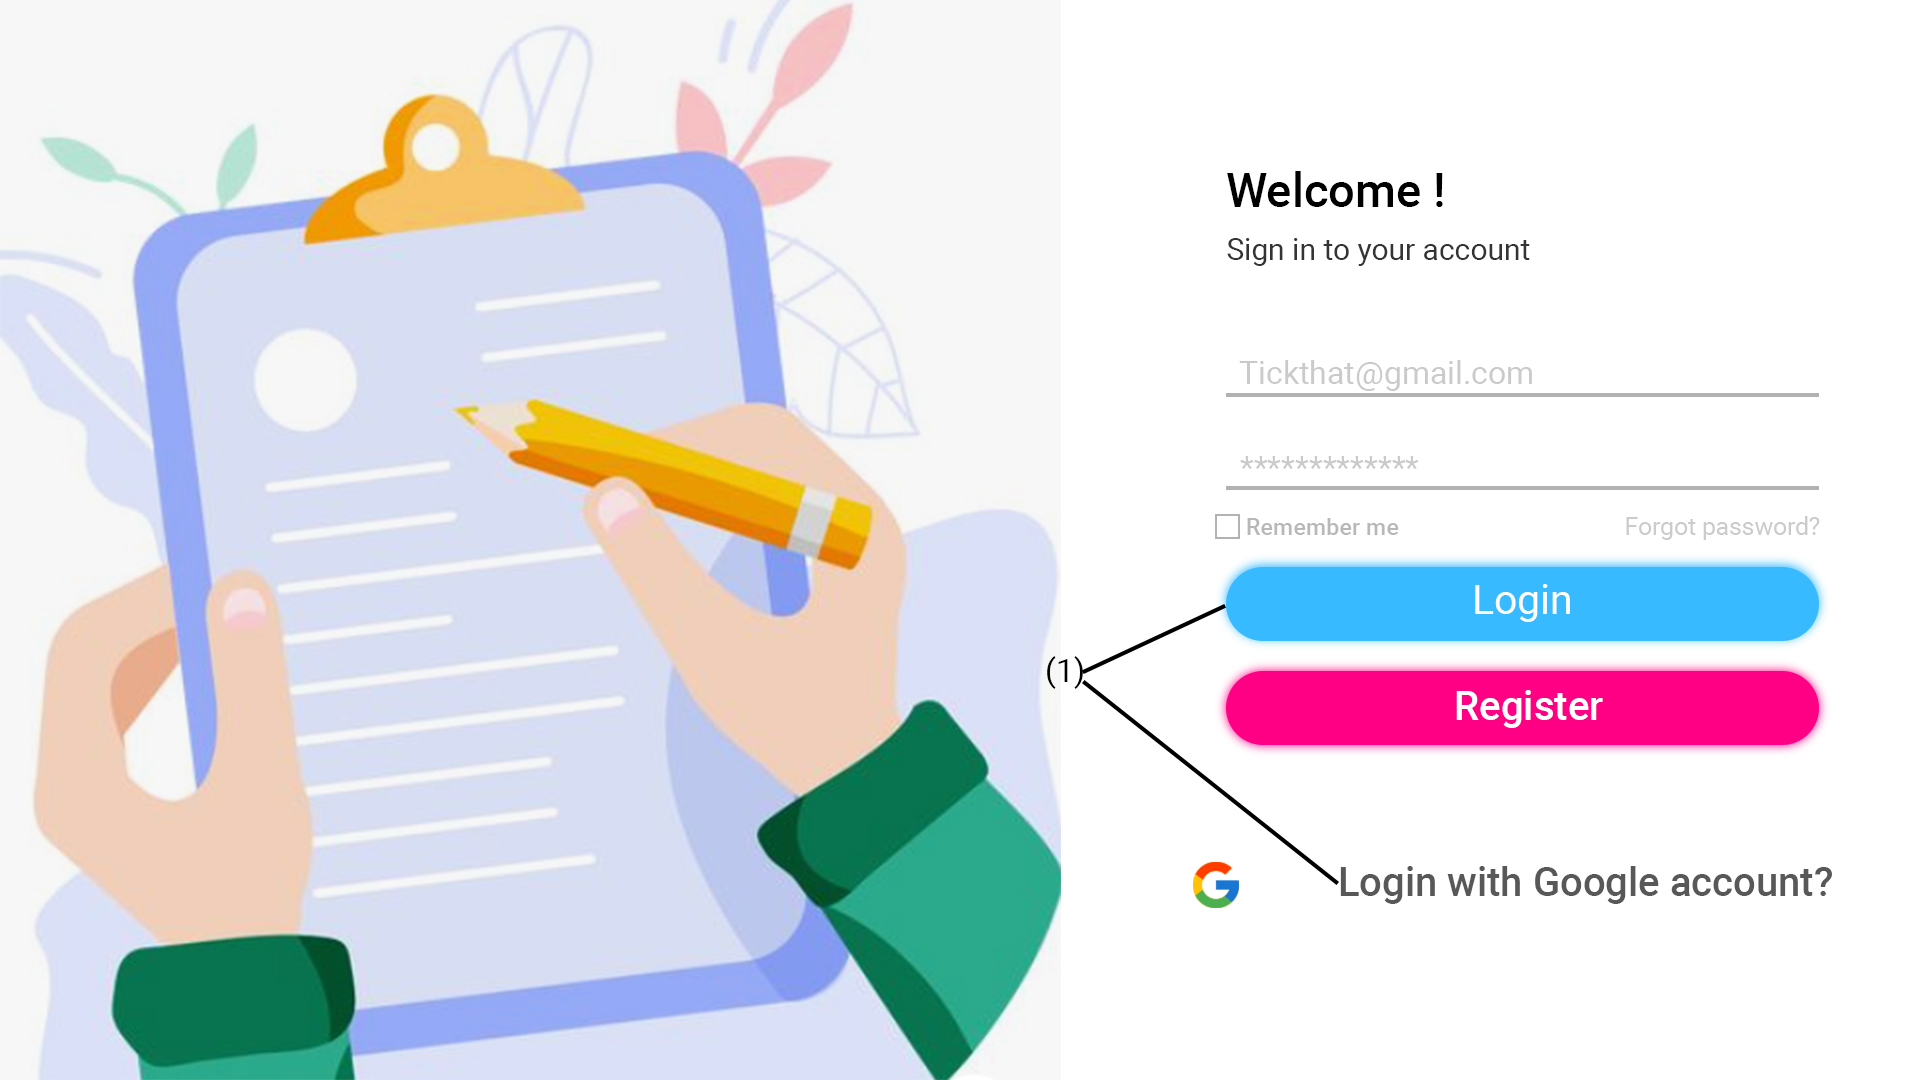 Welcome !
Sign in to your account
Tickthat@gmail.com
*************
Remember me
Forgot password?
Login
(1)
Register
Login with Google account?